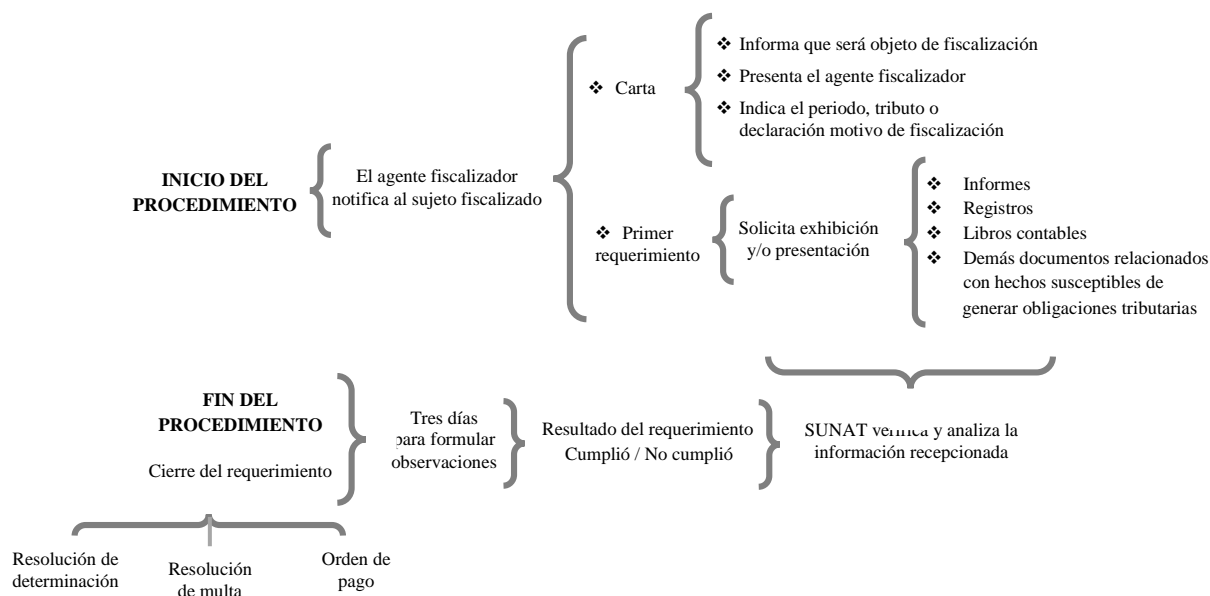 ❖ Informa que será objeto de fiscalización
❖ Presenta el agente fiscalizador
❖ Indica el periodo, tributo o
declaración motivo de fiscalización
❖ Carta
INICIO DEL
PROCEDIMIENTO
El agente fiscalizador
notifica al sujeto fiscalizado
❖ Primer
requerimiento
Solicita exhibición
y/o presentación
❖ Informes
❖ Registros
❖ Libros contables
❖ Demás documentos relacionados
con hechos susceptibles de
generar obligaciones tributarias
FIN DEL
PROCEDIMIENTO
Cierre del requerimiento
Tres días
para formular
observaciones
Resultado del requerimiento
Cumplió / No cumplió
SUNAT verifica y analiza la
información recepcionada
Resolución de
determinación
Resolución
de multa
Orden de
pago